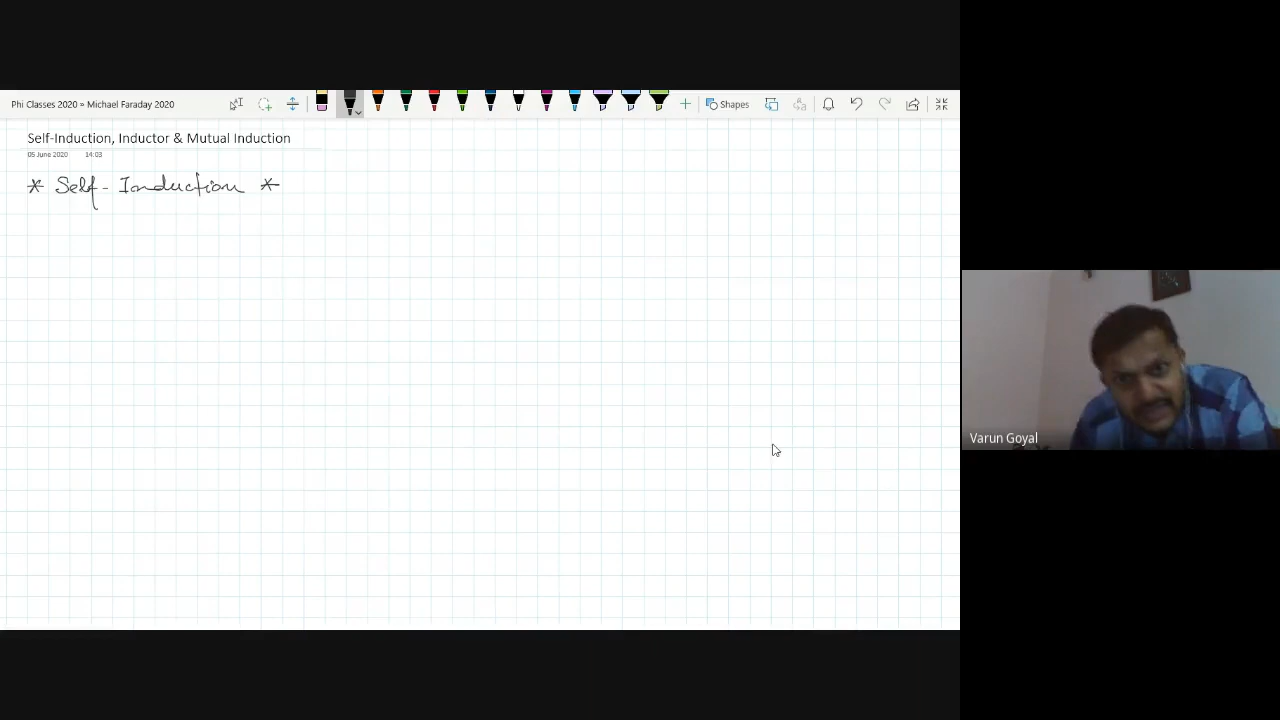 Phi Classes 2020 » Michael Faraday 2020
Shapes
Self-Induction, Inductor & Mutual Induction
05 June 2020 14:03
* Self-Induction *
Varun Goyal